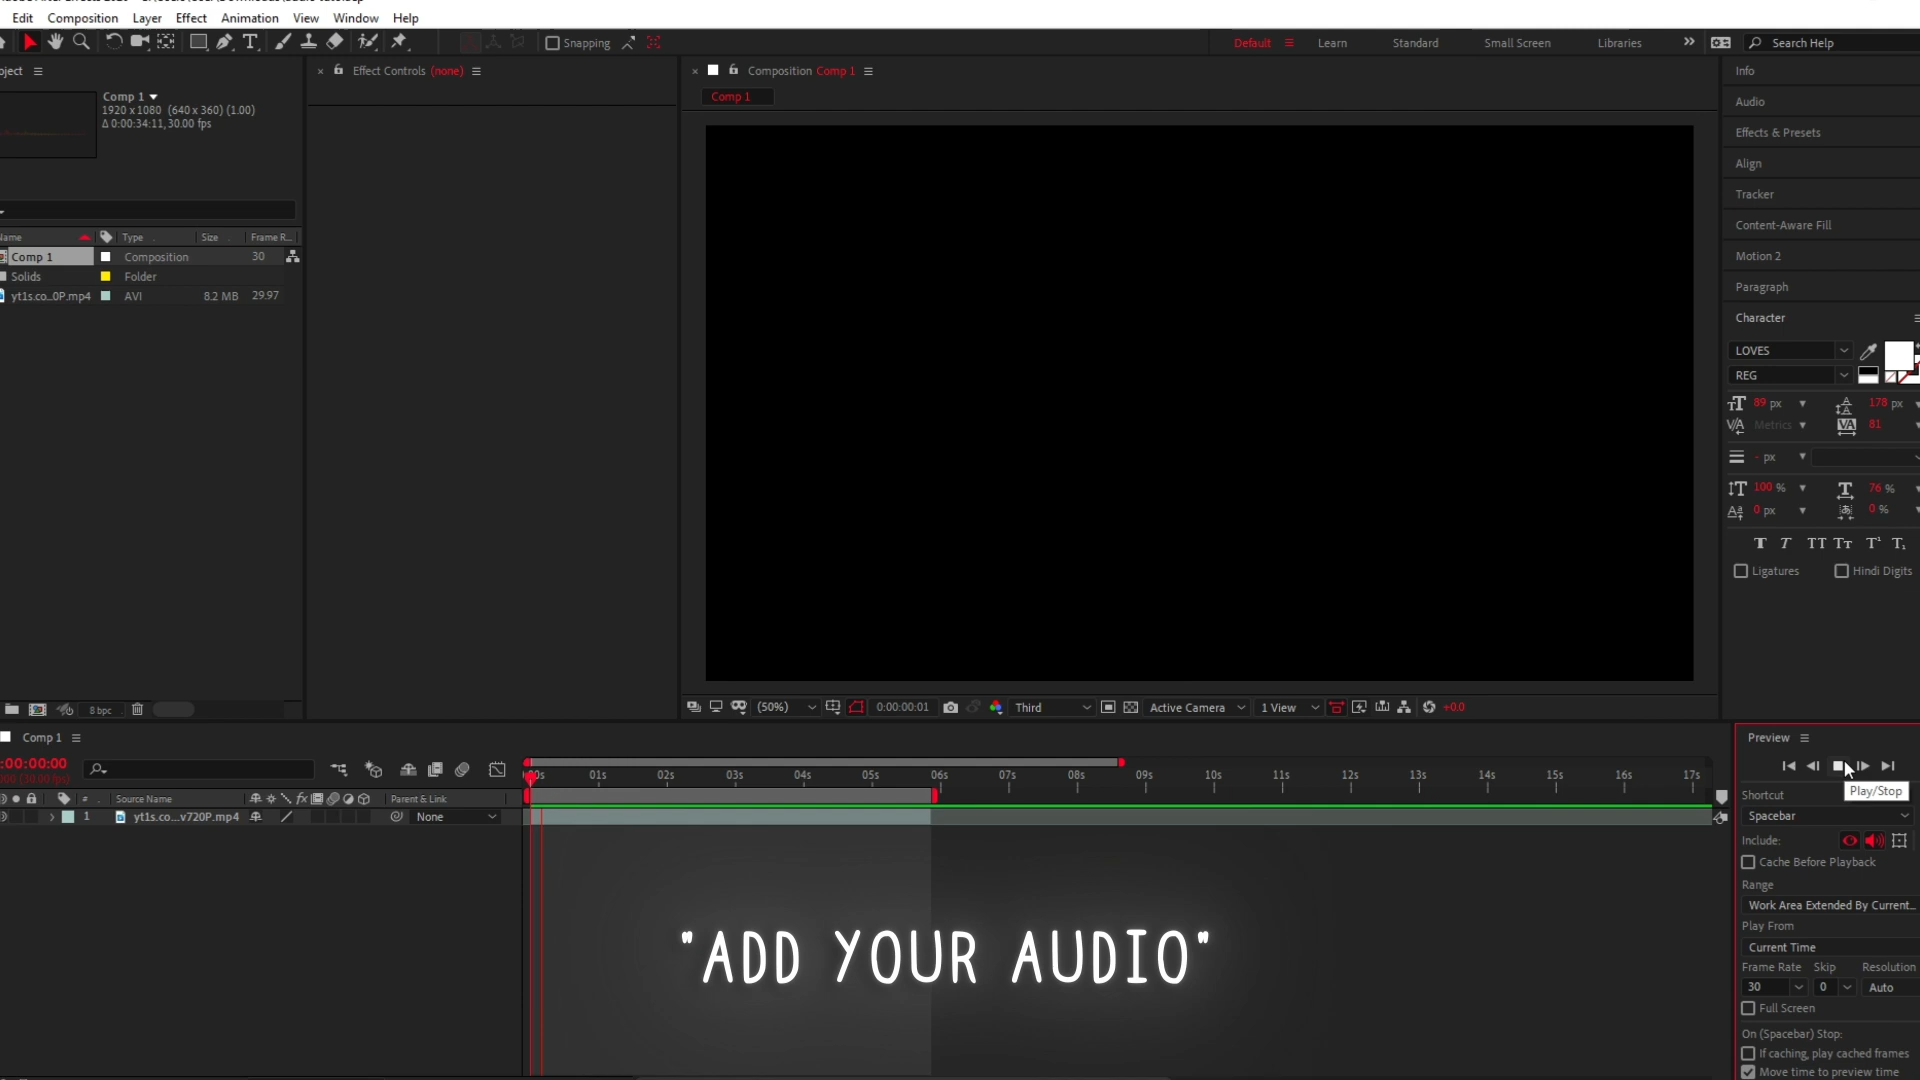 Edit Composition Layer Effect Animation View Window Help
Snapping
Default Learn Standard Small Screen Libraries
Search Help
oject
Comp 1
1920 x 1080 (640 x 360) (1.00)
Δ 0:00:34:11, 30.00 fps
Name Type Size Frame R...
Comp 1 Composition 30
Solids Folder
yt1s.co...0P.mp4 AVI 8.2 MB 29.97
8 bpc
Effect Controls (none)
Composition Comp 1
Comp 1
(50%) 0:00:00:01 Third Active Camera 1 View +0.0
Info
Audio
Effects & Presets
Align
Tracker
Content-Aware Fill
Motion 2
Paragraph
Character
LOVES
REG
89 px 178 px
Metrics 81
- px
100 % 76 %
0 px 0 %
T T TT Tт T¹ T₁
Ligatures Hindi Digits
Comp 1
:00:00:00
(30.00 fps)
# Source Name fx Parent & Link
1 yt1s.co...v720P.mp4 None
00s 01s 02s 03s 04s 05s 06s 07s 08s 09s 10s 11s 12s 13s 14s 15s 16s 17s
"ADD YOUR AUDIO"
Preview
Play/Stop
Shortcut
Spacebar
Include:
Cache Before Playback
Range
Work Area Extended By Current...
Play From
Current Time
Frame Rate Skip Resolution
30 0 Auto
Full Screen
On (Spacebar) Stop:
If caching, play cached frames
Move time to preview time